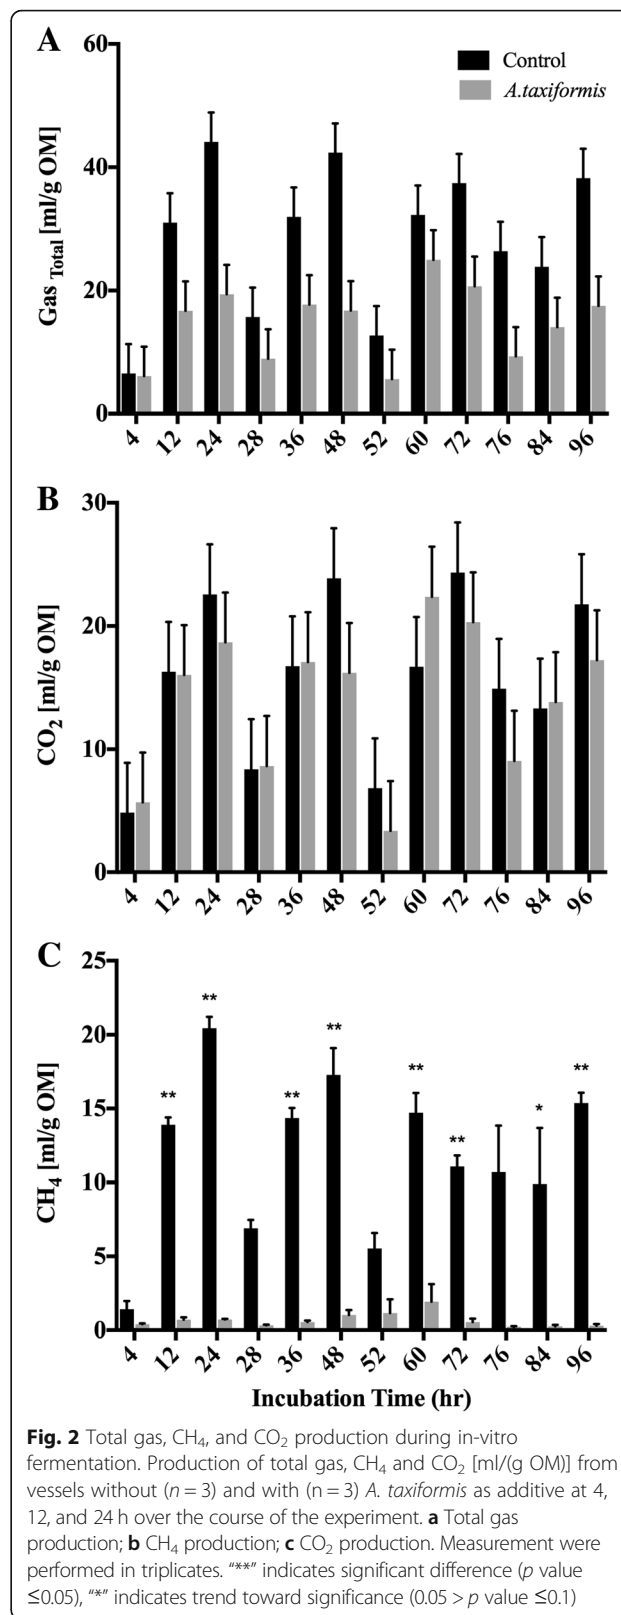 A
60
40
20
0
Gas Total [ml/g OM]
Control
A.taxiformis
4 12 24 28 36 48 52 60 72 76 84 96
B
30
20
10
0
CO₂ [ml/g OM]
4 12 24 28 36 48 52 60 72 76 84 96
C
25
20
15
10
5
0
CH₄ [ml/g OM]
** ** ** ** ** ** * **
4 12 24 28 36 48 52 60 72 76 84 96
Incubation Time (hr)
Fig. 2 Total gas, CH₄, and CO₂ production during in-vitro
fermentation. Production of total gas, CH₄ and CO₂ [ml/(g OM)] from
vessels without (n = 3) and with (n = 3) A. taxiformis as additive at 4,
12, and 24 h over the course of the experiment. a Total gas
production; b CH₄ production; c CO₂ production. Measurement were
performed in triplicates. “**” indicates significant difference (p value
≤0.05), “*” indicates trend toward significance (0.05 > p value ≤0.1)